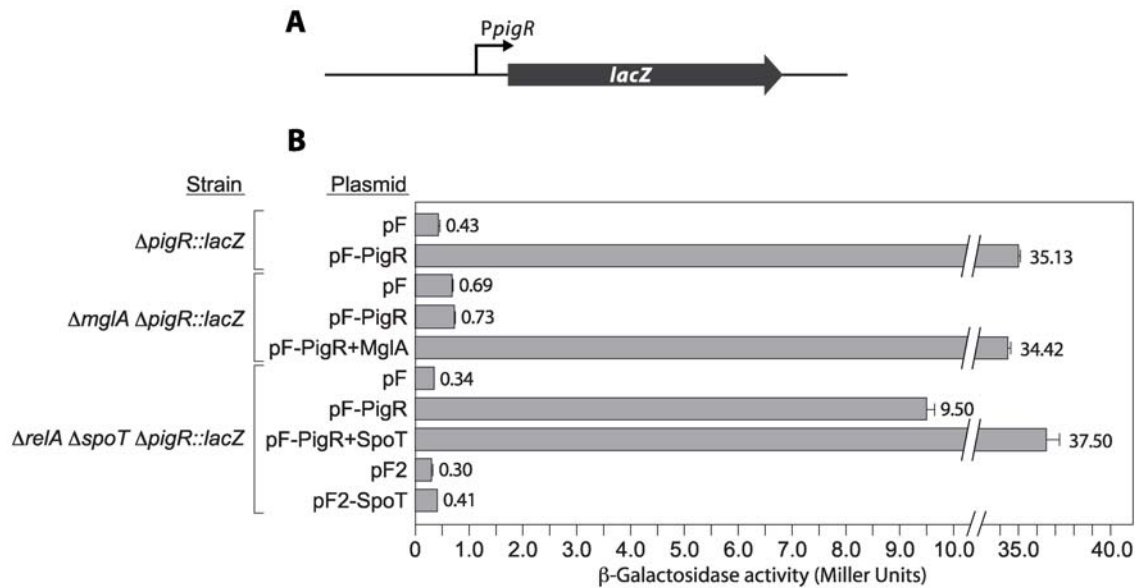 A
PpigR
lacZ
B
Strain Plasmid
ΔpigR::lacZ
pF 0.43
pF-PigR 35.13
ΔmglA ΔpigR::lacZ
pF 0.69
pF-PigR 0.73
pF-PigR+MglA 34.42
ΔrelA ΔspoT ΔpigR::lacZ
pF 0.34
pF-PigR 9.50
pF-PigR+SpoT 37.50
pF2 0.30
pF2-SpoT 0.41
0 1.0 2.0 3.0 4.0 5.0 6.0 7.0 8.0 9.0 10.0 35.0 40.0
β-Galactosidase activity (Miller Units)